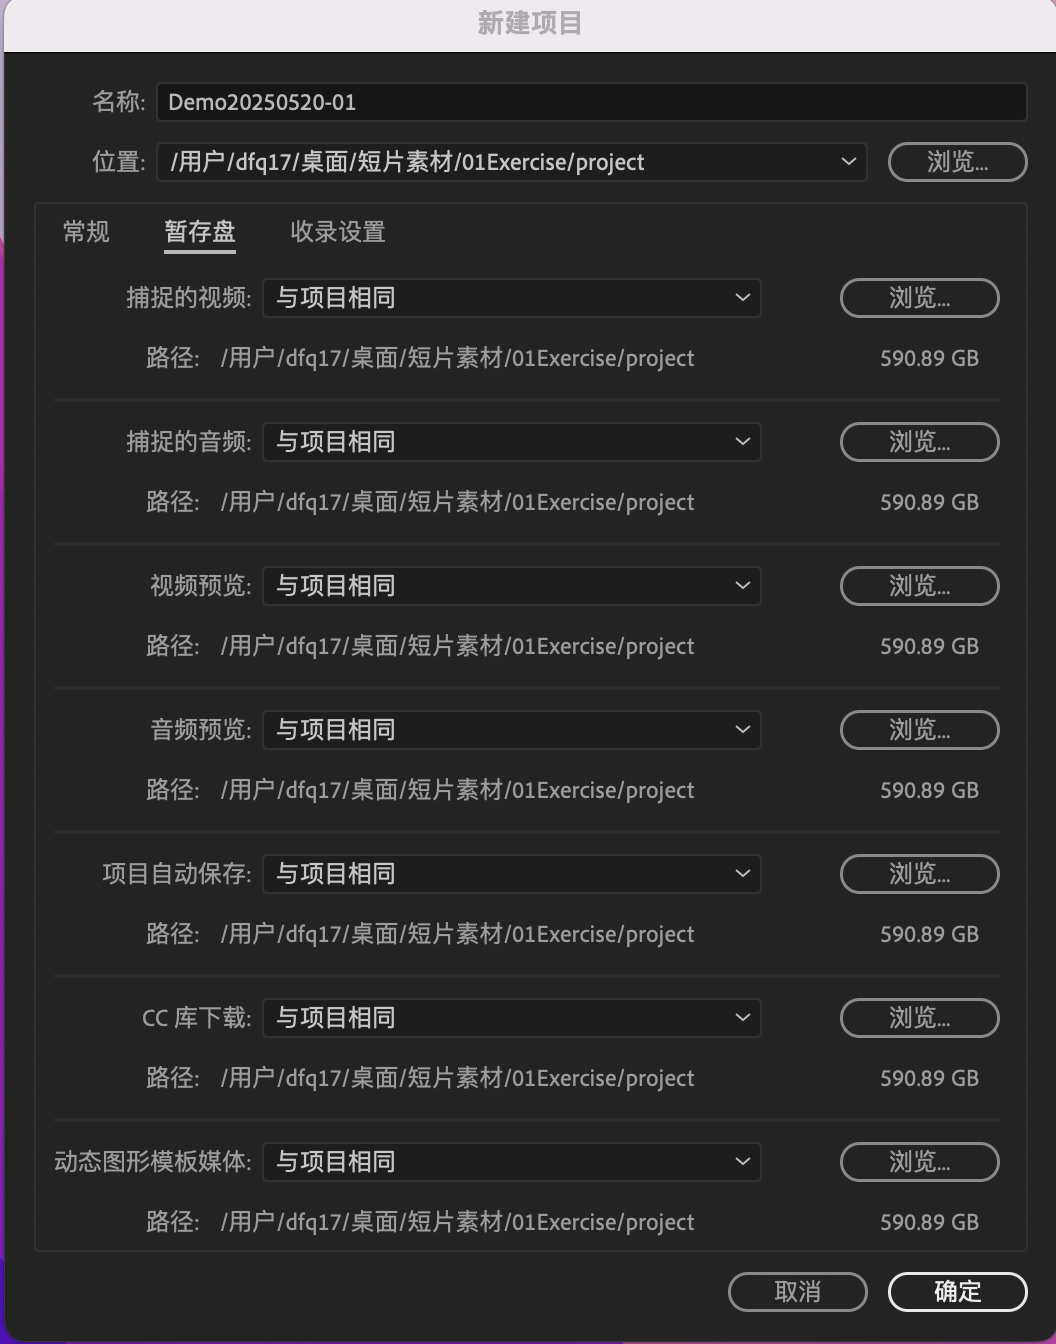 新建项目
名称: Demo20250520-01
位置: /用户/dfq17/桌面/短片素材/01Exercise/project 浏览...
常规 暂存盘 收录设置
捕捉的视频: 与项目相同 浏览...
路径: /用户/dfq17/桌面/短片素材/01Exercise/project 590.89 GB
捕捉的音频: 与项目相同 浏览...
路径: /用户/dfq17/桌面/短片素材/01Exercise/project 590.89 GB
视频预览: 与项目相同 浏览...
路径: /用户/dfq17/桌面/短片素材/01Exercise/project 590.89 GB
音频预览: 与项目相同 浏览...
路径: /用户/dfq17/桌面/短片素材/01Exercise/project 590.89 GB
项目自动保存: 与项目相同 浏览...
路径: /用户/dfq17/桌面/短片素材/01Exercise/project 590.89 GB
CC 库下载: 与项目相同 浏览...
路径: /用户/dfq17/桌面/短片素材/01Exercise/project 590.89 GB
动态图形模板媒体: 与项目相同 浏览...
路径: /用户/dfq17/桌面/短片素材/01Exercise/project 590.89 GB
取消 确定